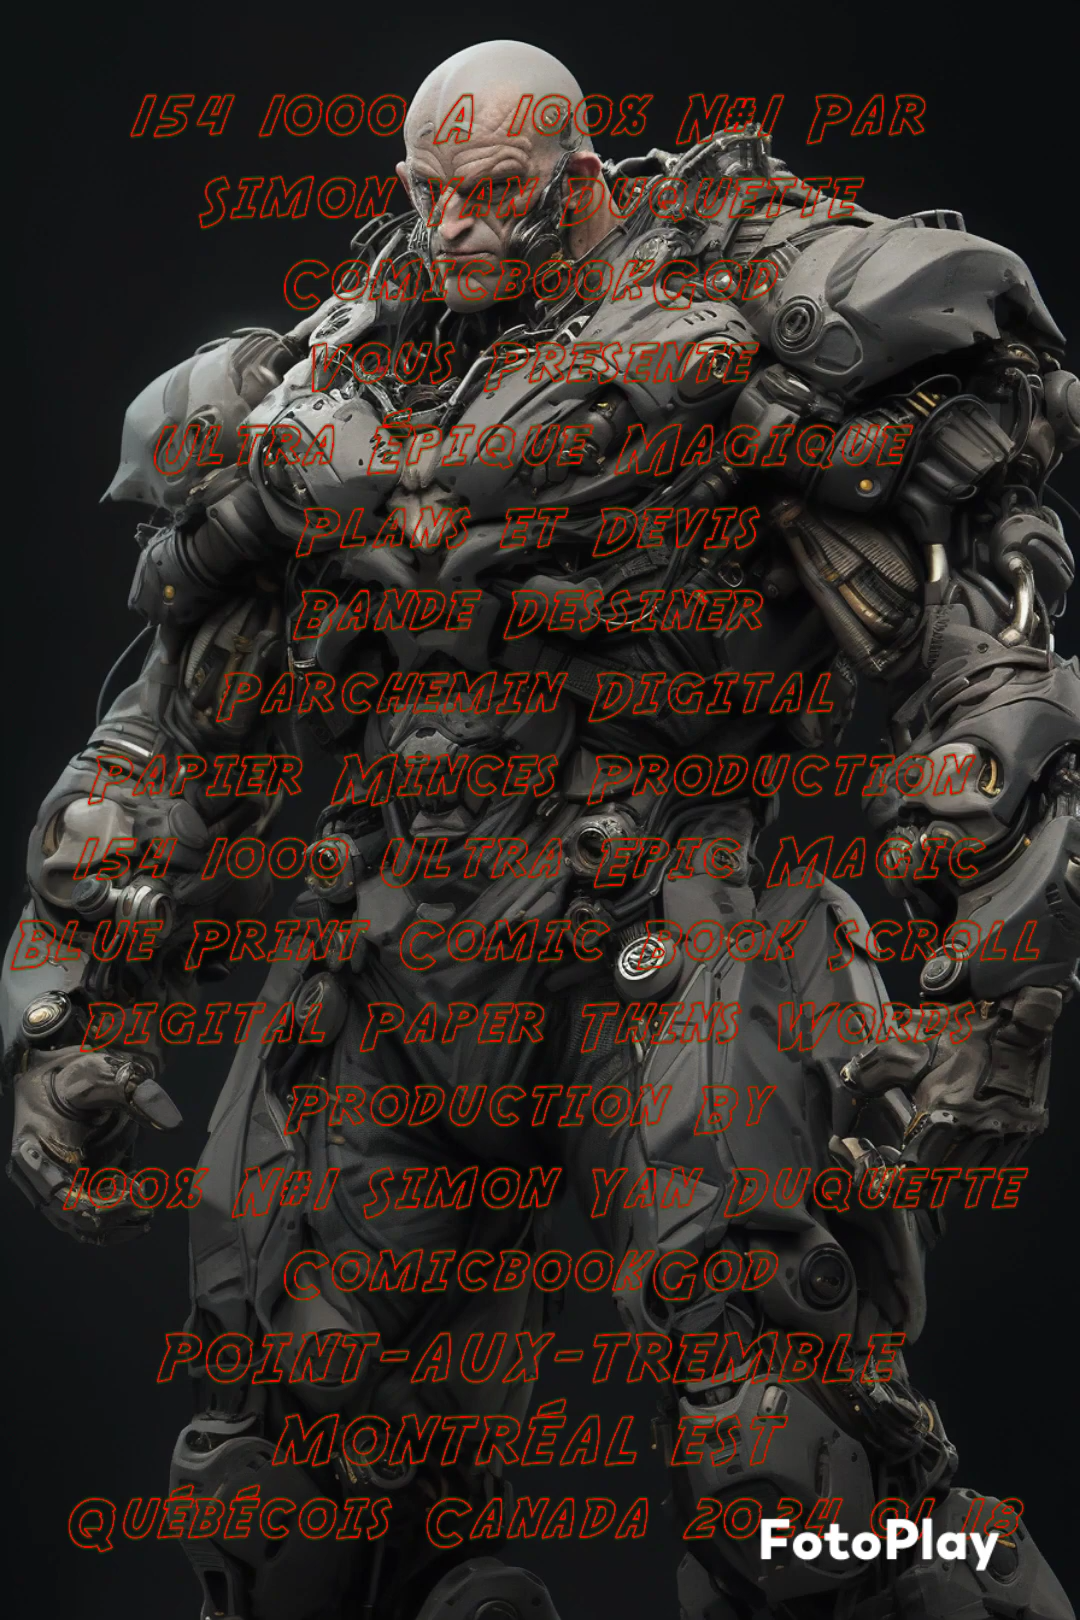 154 1000 A 100% N#1 Par
Simon Yan Duquette
ComicbookGod
Vous Presente
Ultra Épique Magique
Plans et Devis
Bande Dessiner
Parchemin Digital
Papier Minces Production
154 1000 Ultra Epic Magic
Blue Print Comic Book Scroll
Digital Paper Thins Words
Production By
100% N#1 Simon Yan Duquette
ComicbookGod
Point-aux-Tremble
Montréal Est
Québécois Canada 2024 01 18
FotoPlay